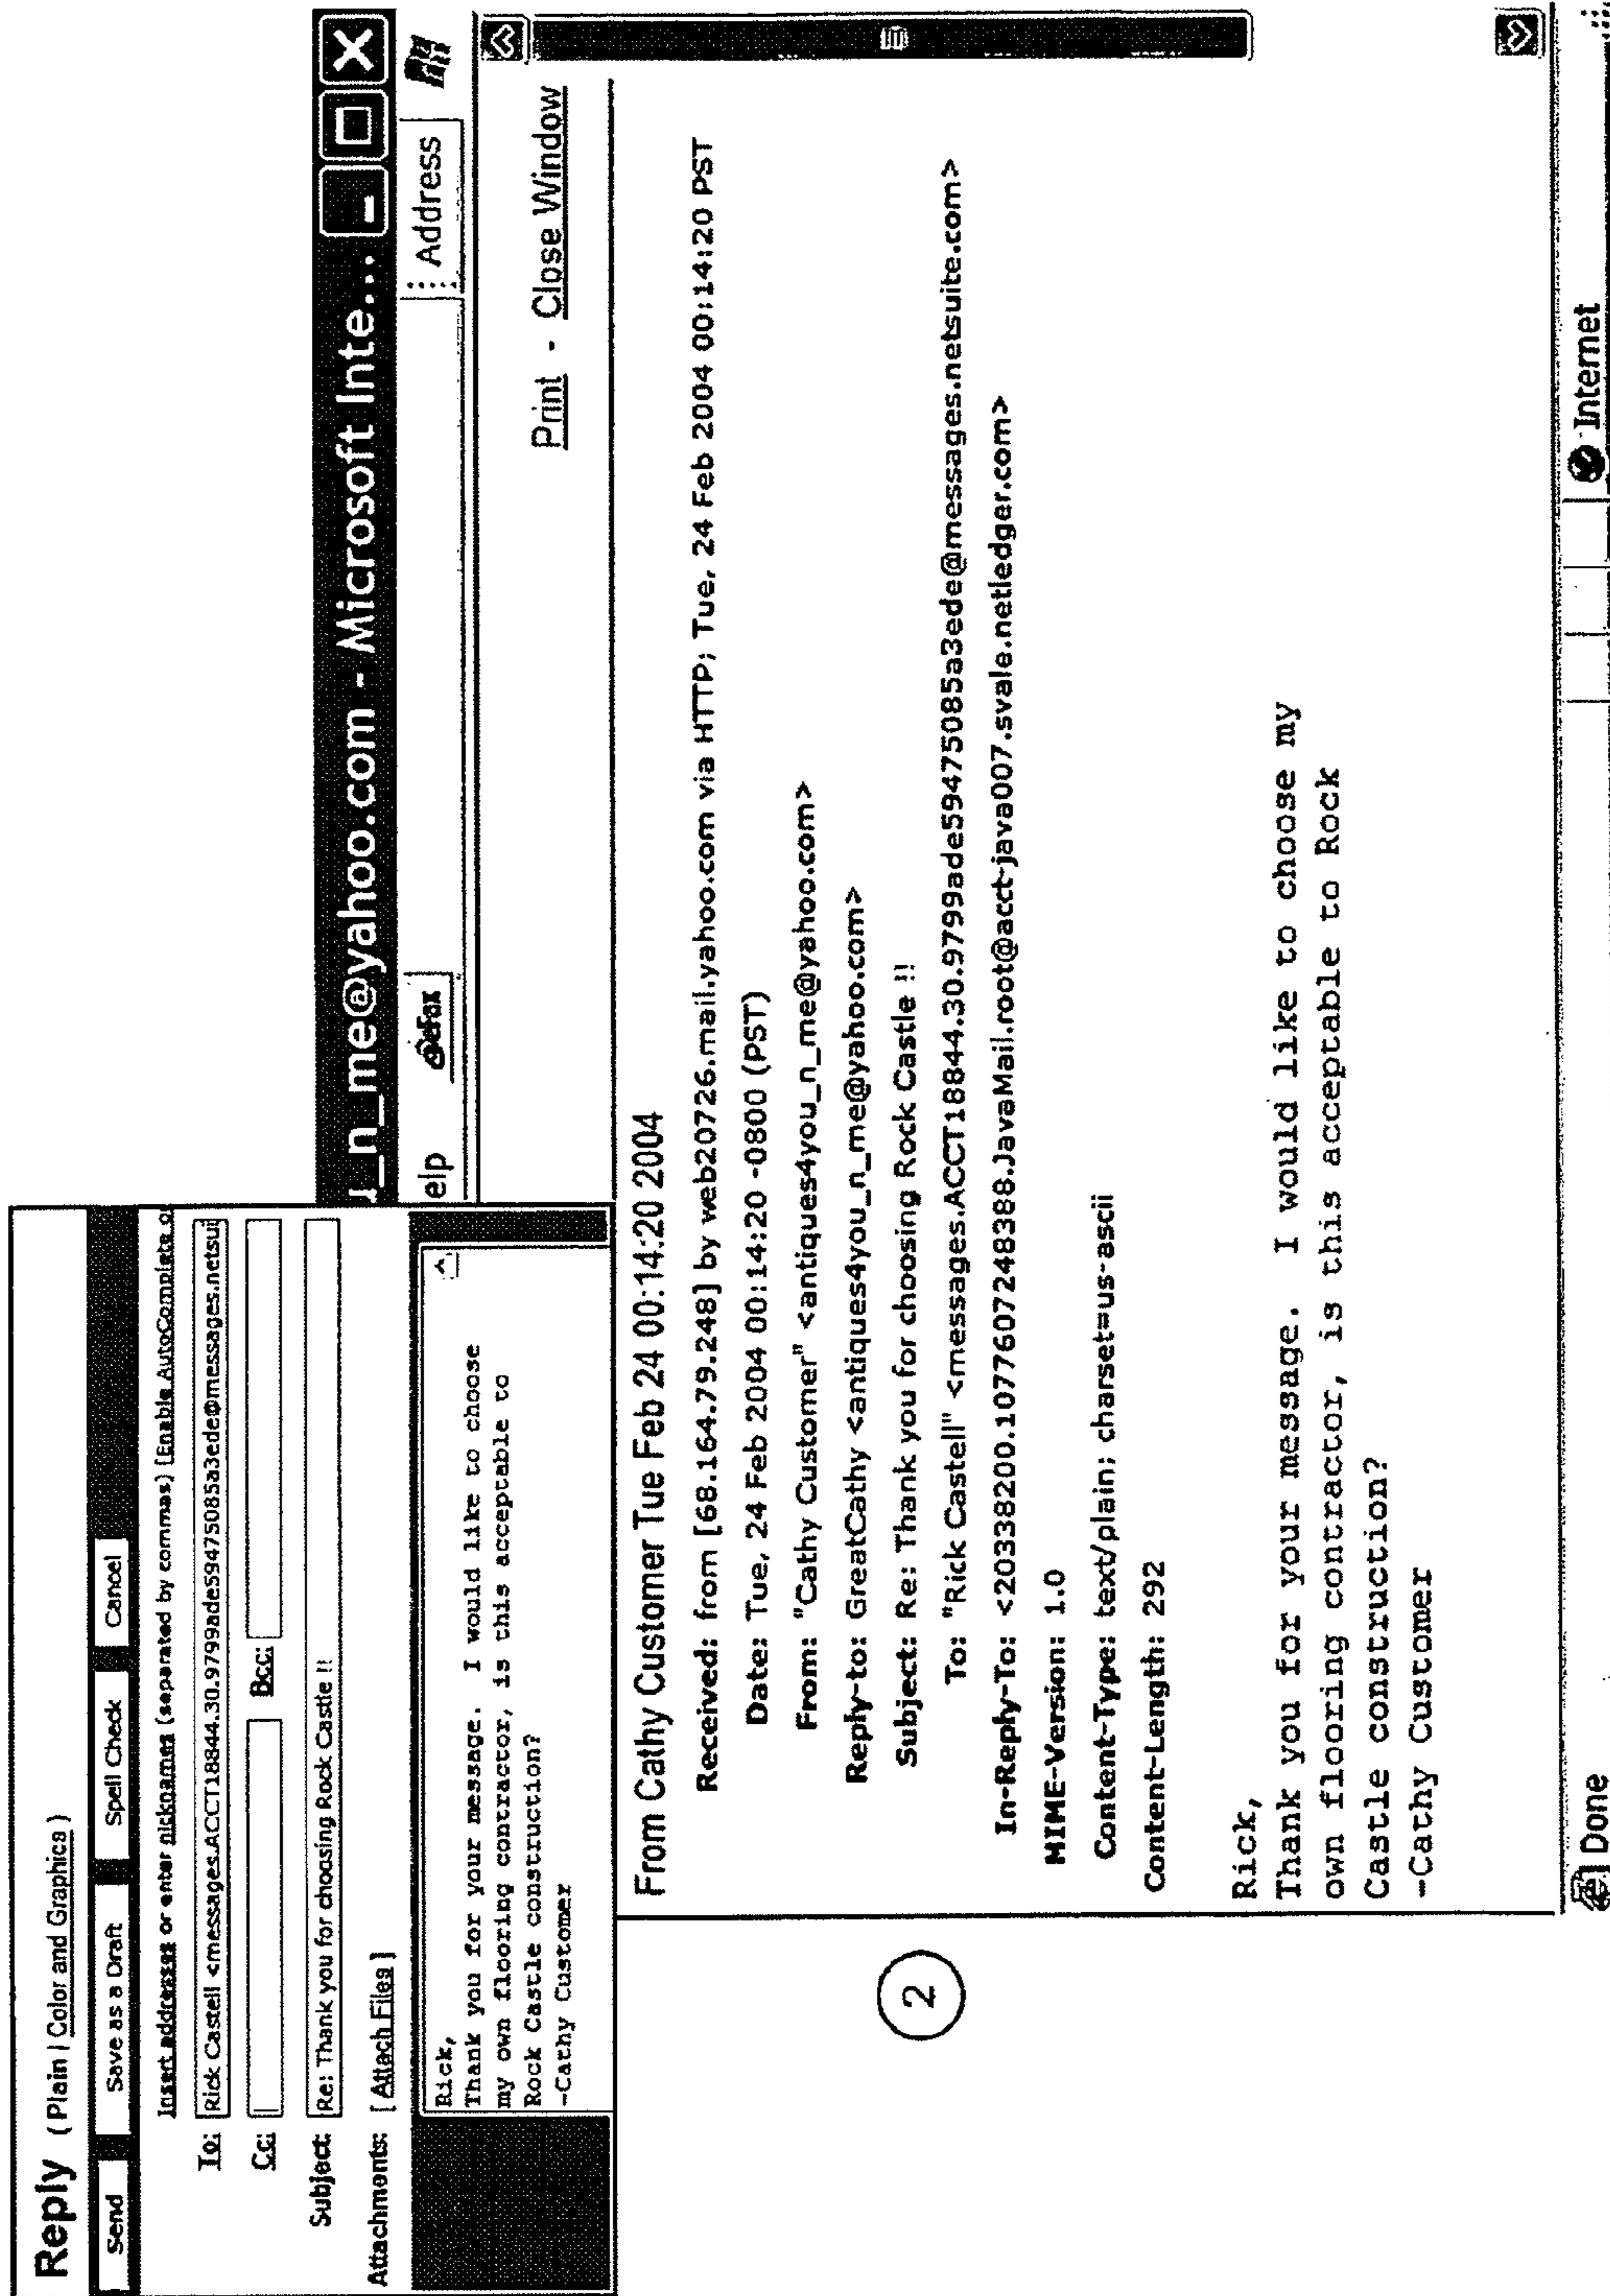 Reply ( Plain | Color and Graphics )
Send Save as a Draft Spell Check Cancel
Insert addresses or enter nicknames (separated by commas) [Enable AutoComplete
To: Rick Castell <messages.ACCT18844.30.9799ade59475085a3ede@messages.netsui
Cc: Bcc:
Subject: Re: Thank you for choosing Rock Castle !!
Attachments: [ Attach Files ]
Rick,
Thank you for your message. I would like to choose
my own flooring contractor, is this acceptable to
Rock Castle construction?
-Cathy Customer
u_n_me@yahoo.com - Microsoft Inte...
elp eFax Address
Print - Close Window
From Cathy Customer Tue Feb 24 00:14:20 2004
Received: from [68.164.79.248] by web20726.mail.yahoo.com via HTTP; Tue, 24 Feb 2004 00:14:20 PST
Date: Tue, 24 Feb 2004 00:14:20 -0800 (PST)
From: "Cathy Customer" <antiques4you_n_me@yahoo.com>
Reply-to: GreatCathy <antiques4you_n_me@yahoo.com>
Subject: Re: Thank you for choosing Rock Castle !!
To: "Rick Castell" <messages.ACCT18844.30.9799ade59475085a3ede@messages.netsuite.com>
In-Reply-To: <20338200.1077607248388.JavaMail.root@acct-java007.svale.netledger.com>
MIME-Version: 1.0
Content-Type: text/plain; charset=us-ascii
Content-Length: 292
Rick,
Thank you for your message. I would like to choose my
own flooring contractor, is this acceptable to Rock
Castle construction?
-Cathy Customer
Done Internet
2